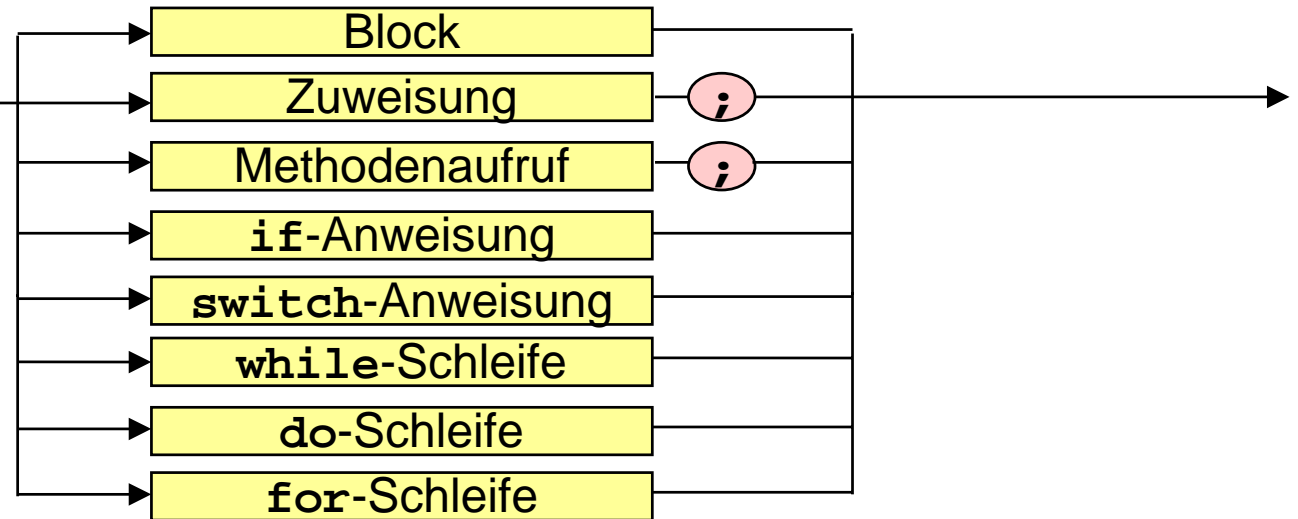 Block
Zuweisung ;
Methodenaufruf ;
if-Anweisung
switch-Anweisung
while-Schleife
do-Schleife
for-Schleife